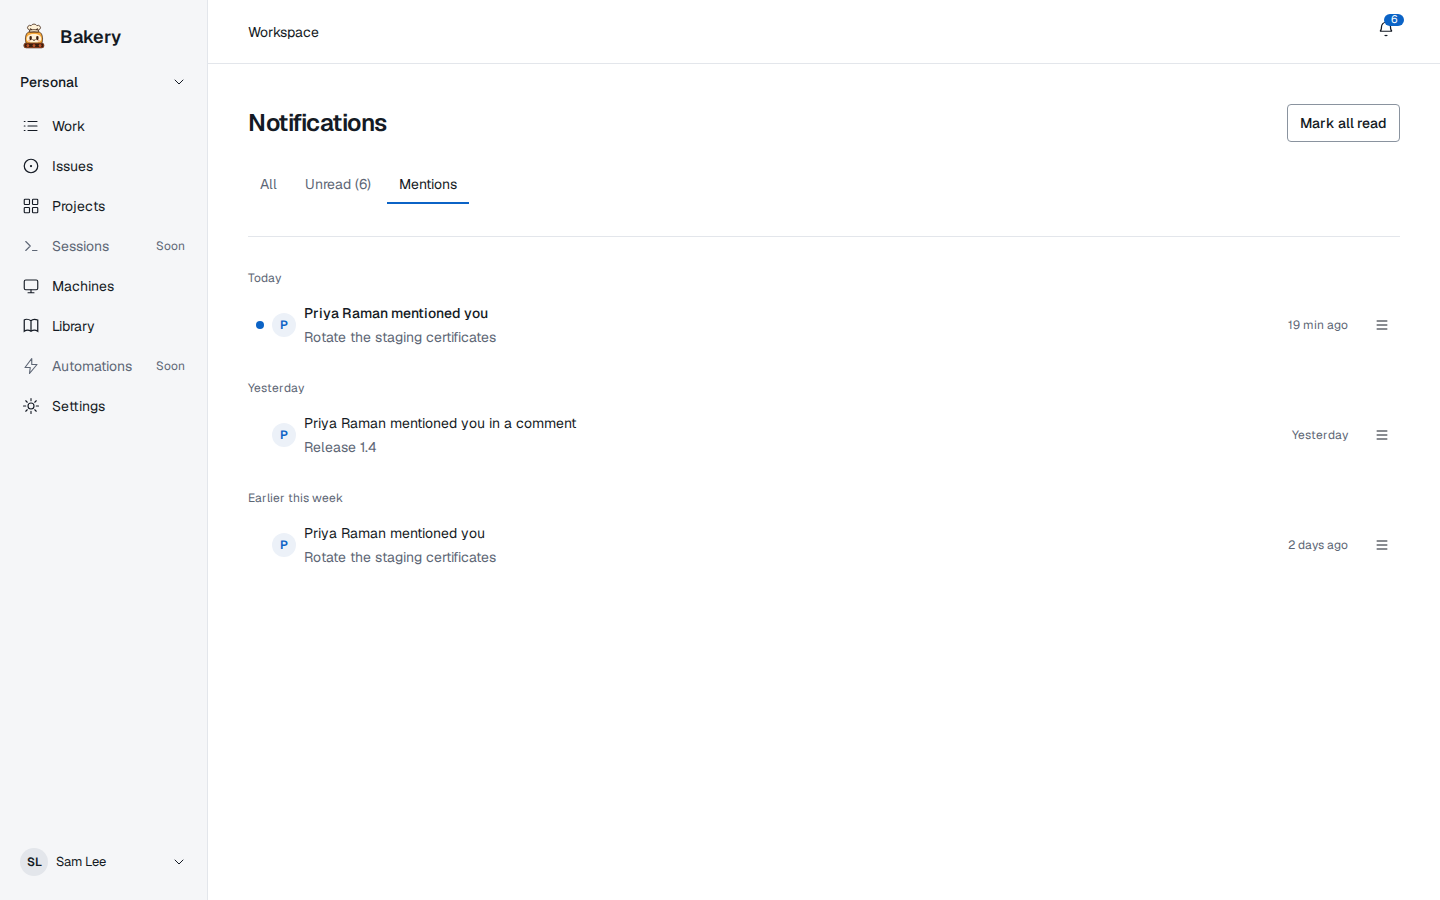 Bakery
Workspace
6
Personal
Work
Issues
Projects
Sessions Soon
Machines
Library
Automations Soon
Settings
SL Sam Lee
Notifications
Mark all read
All Unread (6) Mentions
Today
P
Priya Raman mentioned you
Rotate the staging certificates
19 min ago
Yesterday
P
Priya Raman mentioned you in a comment
Release 1.4
Yesterday
Earlier this week
P
Priya Raman mentioned you
Rotate the staging certificates
2 days ago